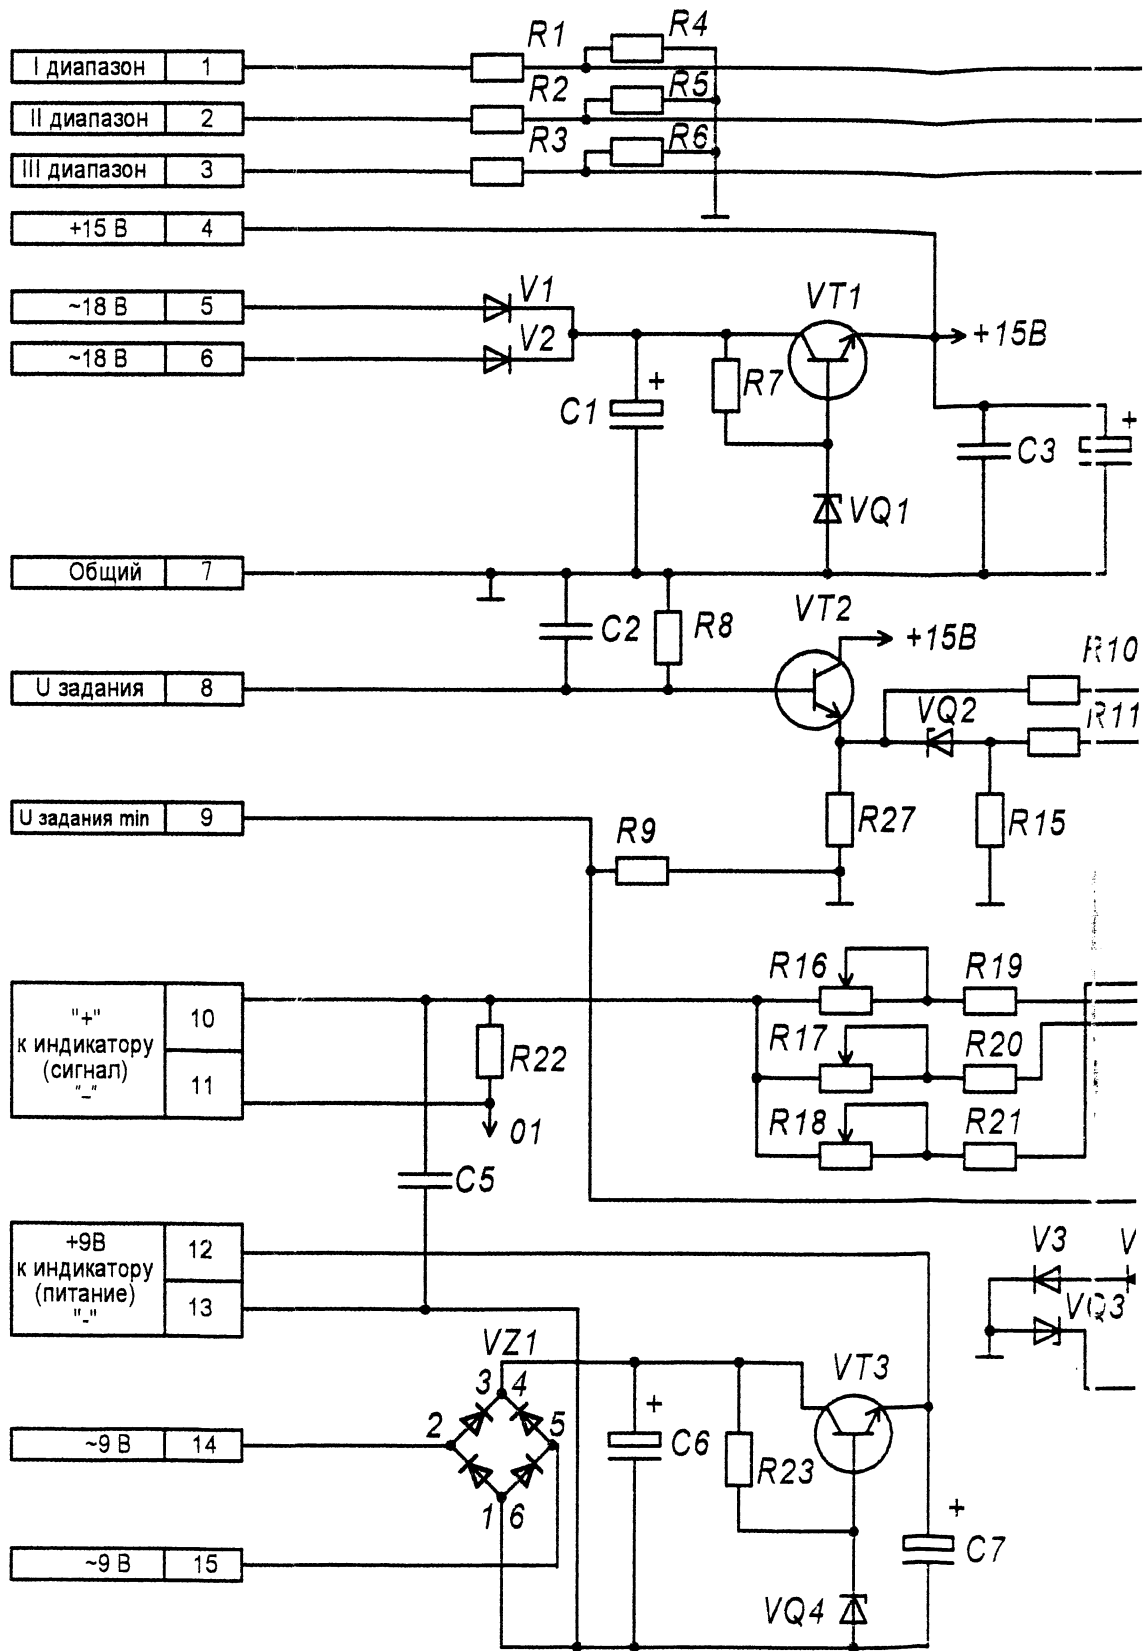 R1
R4
I диапазон 1
R2
R5
II диапазон 2
R3
R6
III диапазон 3
+15 В 4
~18 В 5
V1
VT1
~18 В 6
V2
+15В
R7
+
C1
+
C3
VQ1
Общий 7
VT2
C2
R8
+15В
R10
U задания 8
VQ2
R11
U задания min 9
R9
R27
R15
R16
R19
"+"
к индикатору
(сигнал)
"-"
10
11
R22
R17
R20
01
R18
R21
C5
+9В
к индикатору
(питание)
"-"
12
13
V3
V
VQ3
VZ1
3 4
VT3
2
5
+
~9 В 14
C6
R23
1 6
+
C7
~9 В 15
VQ4